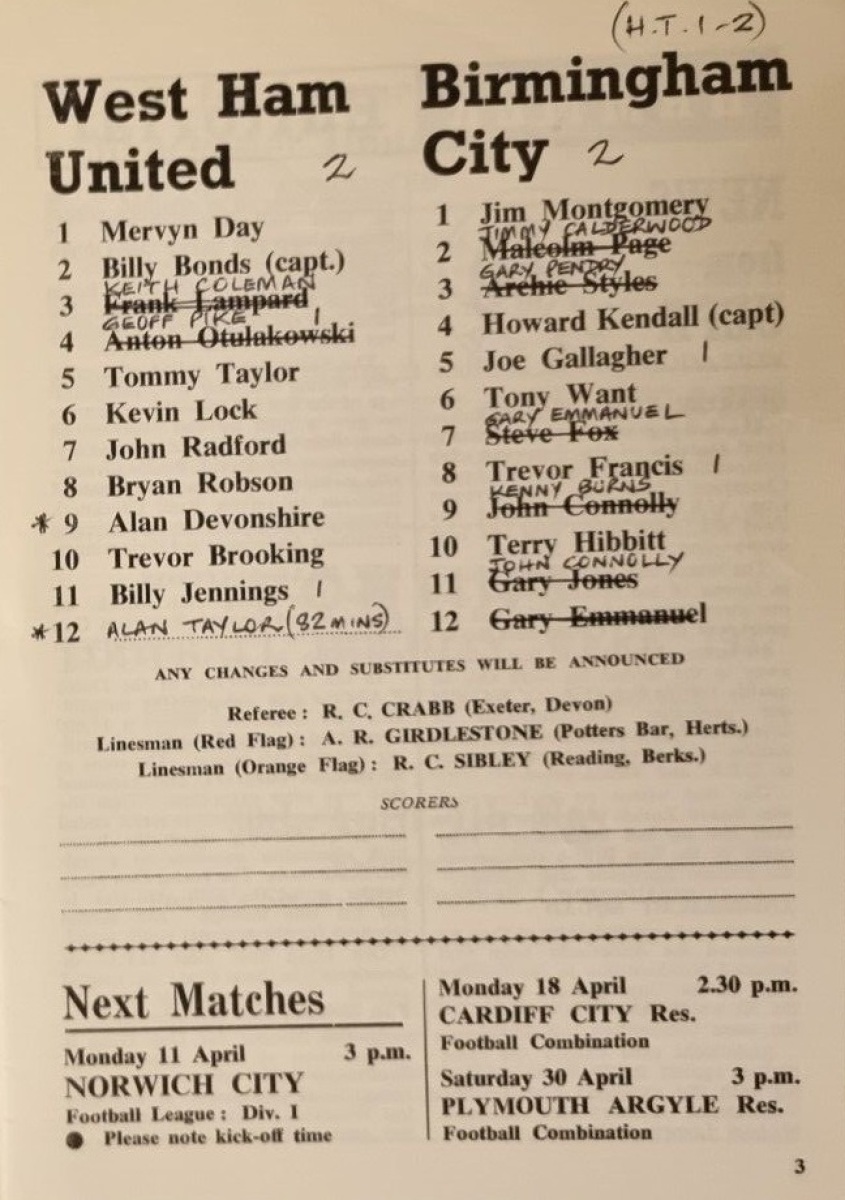 (H.T. 1-2)
West Ham
United 2
1 Mervyn Day
2 Billy Bonds (capt.)
KEITH COLEMAN
3 Frank Lampard
GEOFF PIKE 1
4 Anton Otulakowski
5 Tommy Taylor
6 Kevin Lock
7 John Radford
8 Bryan Robson
* 9 Alan Devonshire
10 Trevor Brooking
11 Billy Jennings 1
* 12 ALAN TAYLOR (82 MINS)
Birmingham
City 2
1 Jim Montgomery
JIMMY CALDERWOOD
2 Malcolm Page
GARY PENDRY
3 Archie Styles
4 Howard Kendall (capt)
5 Joe Gallagher 1
6 Tony Want
GARY EMMANUEL
7 Steve Fox
8 Trevor Francis 1
KENNY BURNS
9 John Connolly
10 Terry Hibbitt
JOHN CONNOLLY
11 Gary Jones
12 Gary Emmanuel
ANY CHANGES AND SUBSTITUTES WILL BE ANNOUNCED
Referee : R. C. CRABB (Exeter, Devon)
Linesman (Red Flag) : A. R. GIRDLESTONE (Potters Bar, Herts.)
Linesman (Orange Flag) : R. C. SIBLEY (Reading, Berks.)
SCORERS
Next Matches
Monday 11 April 3 p.m.
NORWICH CITY
Football League : Div. I
● Please note kick-off time
Monday 18 April 2.30 p.m.
CARDIFF CITY Res.
Football Combination
Saturday 30 April 3 p.m.
PLYMOUTH ARGYLE Res.
Football Combination
3